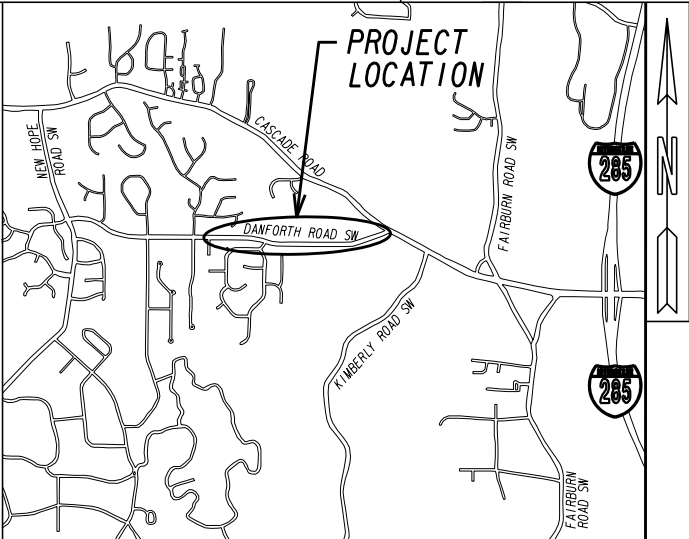 PROJECT
LOCATION
CASCADE ROAD
NEW HOPE
ROAD SW
FAIRBURN ROAD SW
N
285
DANFORTH ROAD SW
KIMBERLY ROAD SW
285
FAIRBURN
ROAD SW